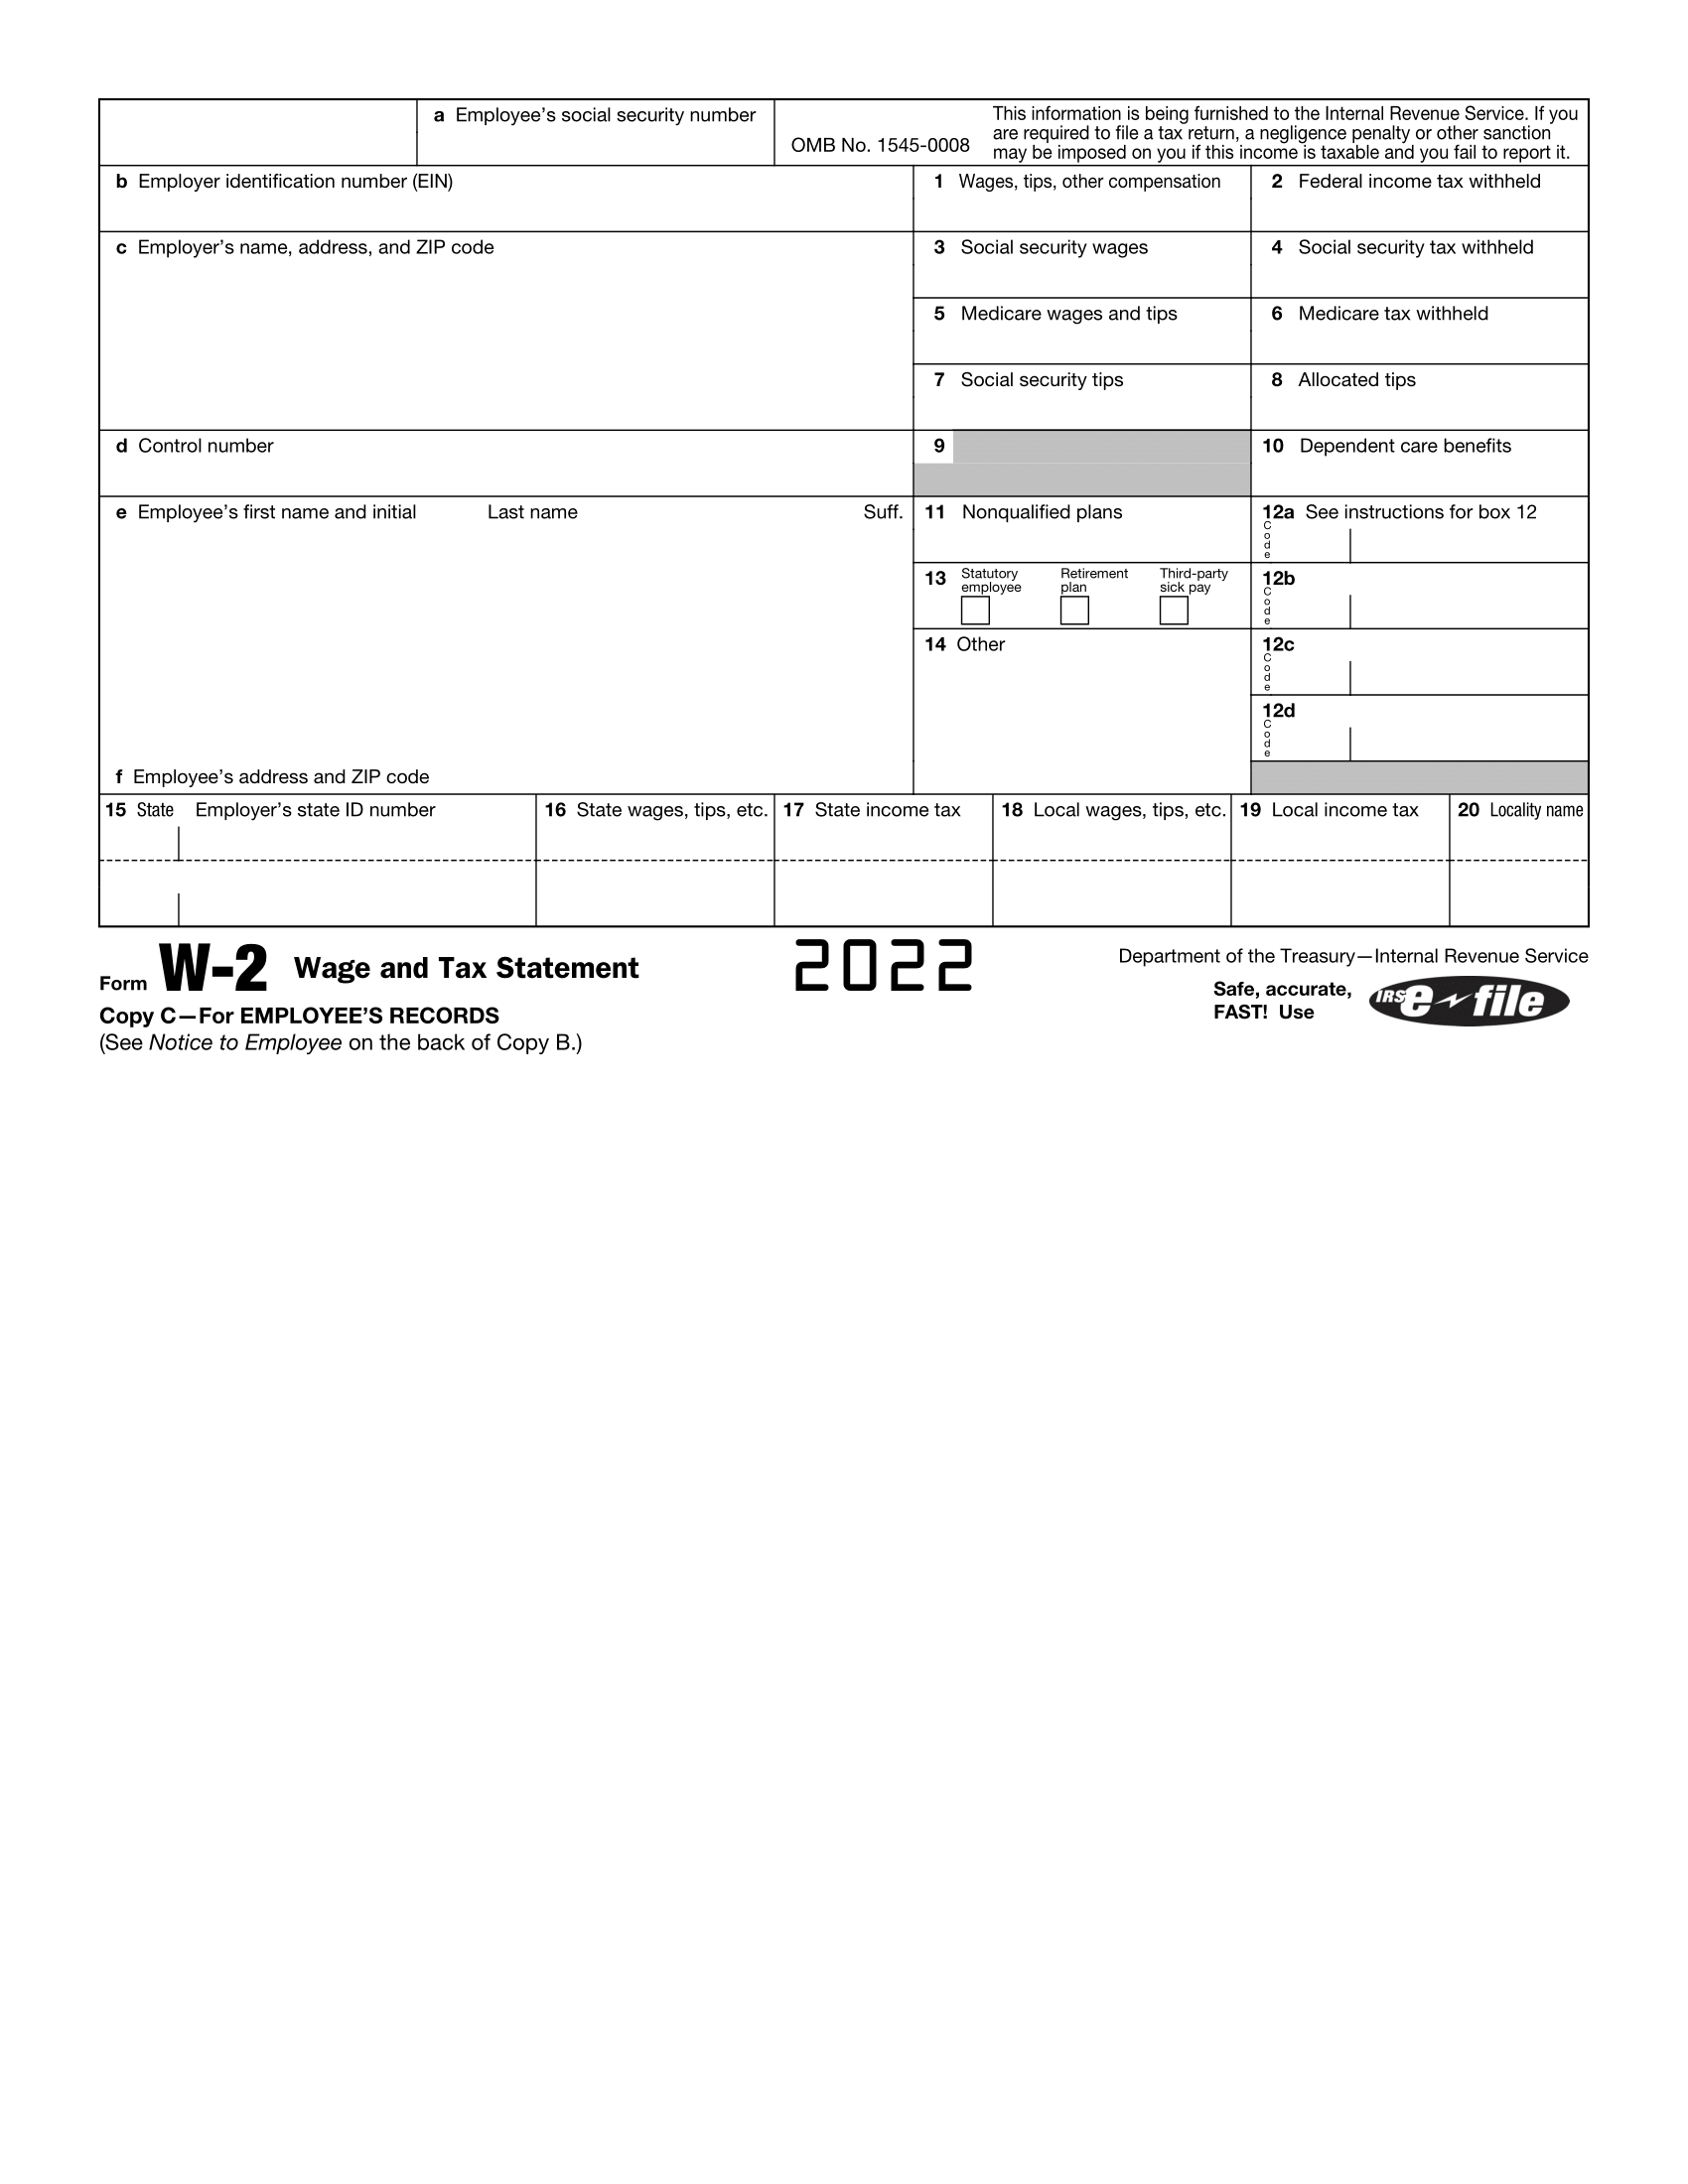 a Employee’s social security number
OMB No. 1545-0008
This information is being furnished to the Internal Revenue Service. If you
are required to file a tax return, a negligence penalty or other sanction
may be imposed on you if this income is taxable and you fail to report it.
b Employer identification number (EIN)
1 Wages, tips, other compensation
2 Federal income tax withheld
c Employer’s name, address, and ZIP code
3 Social security wages
4 Social security tax withheld
5 Medicare wages and tips
6 Medicare tax withheld
7 Social security tips
8 Allocated tips
d Control number
9
10 Dependent care benefits
e Employee’s first name and initial Last name Suff.
11 Nonqualified plans
12a See instructions for box 12
Code
13 Statutory employee Retirement plan Third-party sick pay
12b
Code
14 Other
12c
Code
12d
Code
f Employee’s address and ZIP code
15 State Employer’s state ID number
16 State wages, tips, etc.
17 State income tax
18 Local wages, tips, etc.
19 Local income tax
20 Locality name
Form W-2 Wage and Tax Statement
2022
Department of the Treasury—Internal Revenue Service
Safe, accurate,
FAST! Use
IRS e file
Copy C—For EMPLOYEE’S RECORDS
(See Notice to Employee on the back of Copy B.)